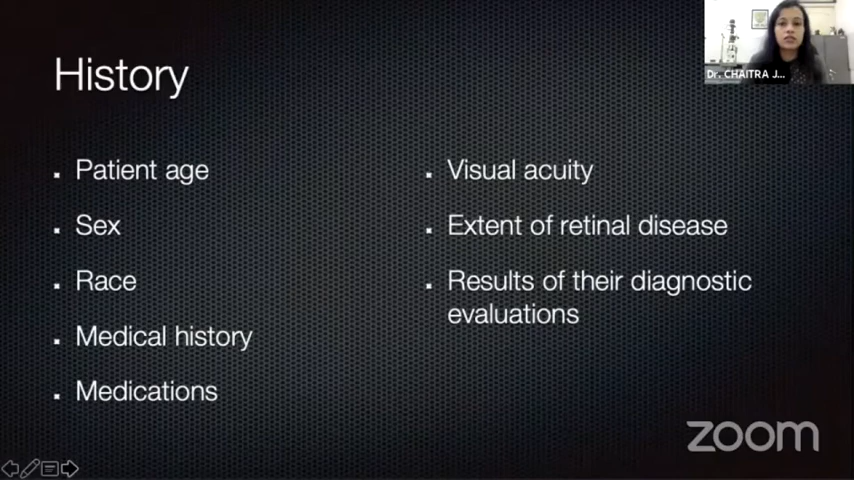 Dr. CHAITRA J...
History
Patient age
Sex
Race
Medical history
Medications
Visual acuity
Extent of retinal disease
Results of their diagnostic
evaluations
zoom